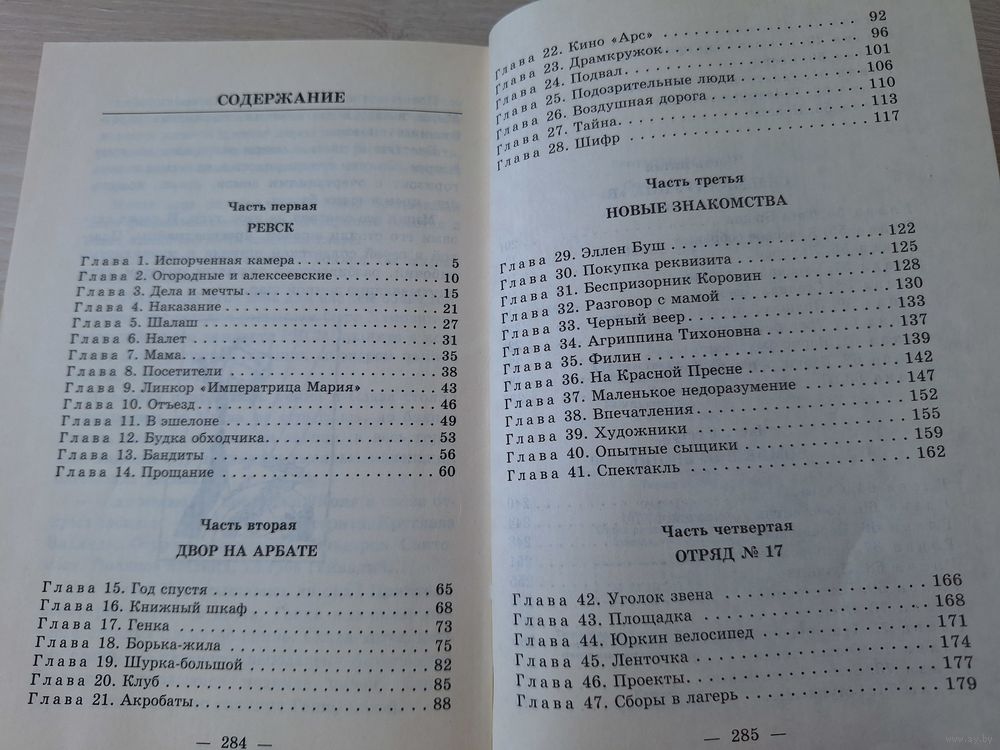 СОДЕРЖАНИЕ
Часть первая
РЕВСК
Глава 1. Испорченная камера . . . . . . . . . . . . . . . . 5
Глава 2. Огородные и алексеевские . . . . . . . . . . . . 10
Глава 3. Дела и мечты . . . . . . . . . . . . . . . . . . . . 15
Глава 4. Наказание . . . . . . . . . . . . . . . . . . . . . . 21
Глава 5. Шалаш . . . . . . . . . . . . . . . . . . . . . . . . 27
Глава 6. Налет . . . . . . . . . . . . . . . . . . . . . . . . . 31
Глава 7. Мама. . . . . . . . . . . . . . . . . . . . . . . . . . 35
Глава 8. Посетители . . . . . . . . . . . . . . . . . . . . . 38
Глава 9. Линкор «Императрица Мария» . . . . . . . . 43
Глава 10. Отъезд. . . . . . . . . . . . . . . . . . . . . . . . 46
Глава 11. В эшелоне . . . . . . . . . . . . . . . . . . . . . 49
Глава 12. Будка обходчика. . . . . . . . . . . . . . . . . 53
Глава 13. Бандиты . . . . . . . . . . . . . . . . . . . . . . 56
Глава 14. Прощание . . . . . . . . . . . . . . . . . . . . . 60
Часть вторая
ДВОР НА АРБАТЕ
Глава 15. Год спустя . . . . . . . . . . . . . . . . . . . . . 65
Глава 16. Книжный шкаф . . . . . . . . . . . . . . . . . 68
Глава 17. Генка . . . . . . . . . . . . . . . . . . . . . . . . 73
Глава 18. Борька-жила . . . . . . . . . . . . . . . . . . . 75
Глава 19. Шурка-большой . . . . . . . . . . . . . . . . . 82
Глава 20. Клуб . . . . . . . . . . . . . . . . . . . . . . . . . 85
Глава 21. Акробаты. . . . . . . . . . . . . . . . . . . . . . 88
— 284 —
Глава 22. Кино «Арс» . . . . . . . . . . . . . . . . . . . . 92
Глава 23. Драмкружок. . . . . . . . . . . . . . . . . . . . 96
Глава 24. Подвал. . . . . . . . . . . . . . . . . . . . . . . 101
Глава 25. Подозрительные люди . . . . . . . . . . . . 106
Глава 26. Воздушная дорога . . . . . . . . . . . . . . . 110
Глава 27. Тайна. . . . . . . . . . . . . . . . . . . . . . . . 113
Глава 28. Шифр . . . . . . . . . . . . . . . . . . . . . . . 117
Часть третья
НОВЫЕ ЗНАКОМСТВА
Глава 29. Эллен Буш . . . . . . . . . . . . . . . . . . . . 122
Глава 30. Покупка реквизита . . . . . . . . . . . . . . 125
Глава 31. Беспризорник Коровин . . . . . . . . . . . 128
Глава 32. Разговор с мамой . . . . . . . . . . . . . . . 130
Глава 33. Черный веер . . . . . . . . . . . . . . . . . . . 133
Глава 34. Агриппина Тихоновна . . . . . . . . . . . . 137
Глава 35. Филин . . . . . . . . . . . . . . . . . . . . . . . 139
Глава 36. На Красной Пресне . . . . . . . . . . . . . . 142
Глава 37. Маленькое недоразумение . . . . . . . . . 147
Глава 38. Впечатления. . . . . . . . . . . . . . . . . . . 152
Глава 39. Художники . . . . . . . . . . . . . . . . . . . . 155
Глава 40. Опытные сыщики . . . . . . . . . . . . . . . 159
Глава 41. Спектакль . . . . . . . . . . . . . . . . . . . . 162
Часть четвертая
ОТРЯД № 17
Глава 42. Уголок звена . . . . . . . . . . . . . . . . . . 166
Глава 43. Площадка . . . . . . . . . . . . . . . . . . . . 168
Глава 44. Юркин велосипед . . . . . . . . . . . . . . . 171
Глава 45. Ленточка . . . . . . . . . . . . . . . . . . . . . 174
Глава 46. Проекты. . . . . . . . . . . . . . . . . . . . . . 177
Глава 47. Сборы в лагерь . . . . . . . . . . . . . . . . 179
— 285 —
www.ay.by